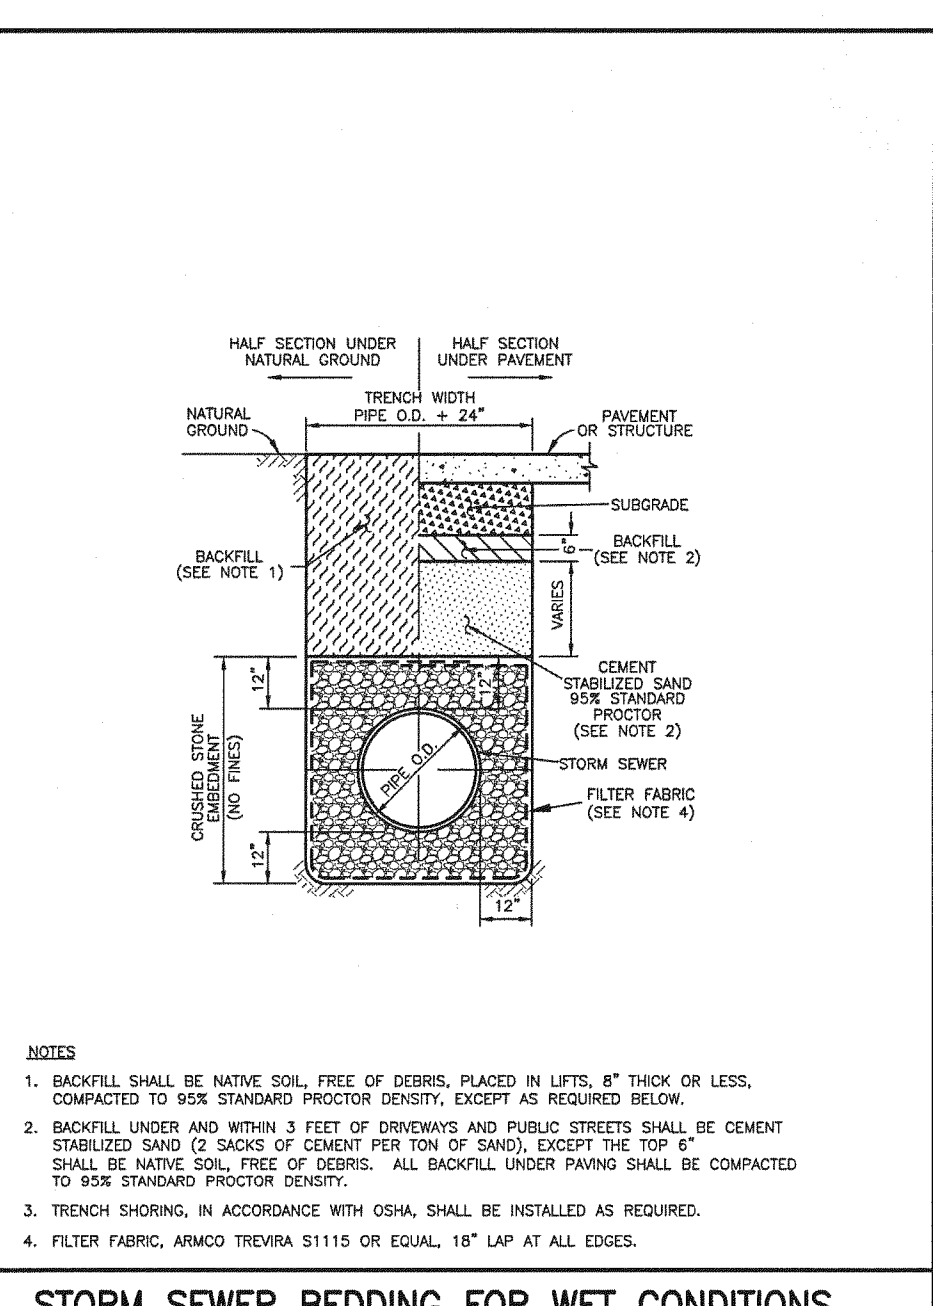 HALF SECTION UNDER
NATURAL GROUND
HALF SECTION
UNDER PAVEMENT
TRENCH WIDTH
PIPE O.D. + 24"
NATURAL
GROUND
PAVEMENT
OR STRUCTURE
SUBGRADE
6"
BACKFILL
(SEE NOTE 2)
BACKFILL
(SEE NOTE 1)
VARIES
12"
12"
CEMENT
STABILIZED SAND
95% STANDARD
PROCTOR
(SEE NOTE 2)
CRUSHED STONE
EMBEDMENT
(NO FINES)
PIPE O.D.
STORM SEWER
FILTER FABRIC
(SEE NOTE 4)
12"
12"
NOTES
1. BACKFILL SHALL BE NATIVE SOIL, FREE OF DEBRIS, PLACED IN LIFTS, 8" THICK OR LESS,
COMPACTED TO 95% STANDARD PROCTOR DENSITY, EXCEPT AS REQUIRED BELOW.
2. BACKFILL UNDER AND WITHIN 3 FEET OF DRIVEWAYS AND PUBLIC STREETS SHALL BE CEMENT
STABILIZED SAND (2 SACKS OF CEMENT PER TON OF SAND), EXCEPT THE TOP 6"
SHALL BE NATIVE SOIL, FREE OF DEBRIS. ALL BACKFILL UNDER PAVING SHALL BE COMPACTED
TO 95% STANDARD PROCTOR DENSITY.
3. TRENCH SHORING, IN ACCORDANCE WITH OSHA, SHALL BE INSTALLED AS REQUIRED.
4. FILTER FABRIC, ARMCO TREVIRA S1115 OR EQUAL, 18" LAP AT ALL EDGES.
STORM SEWER BEDDING FOR WET CONDITIONS